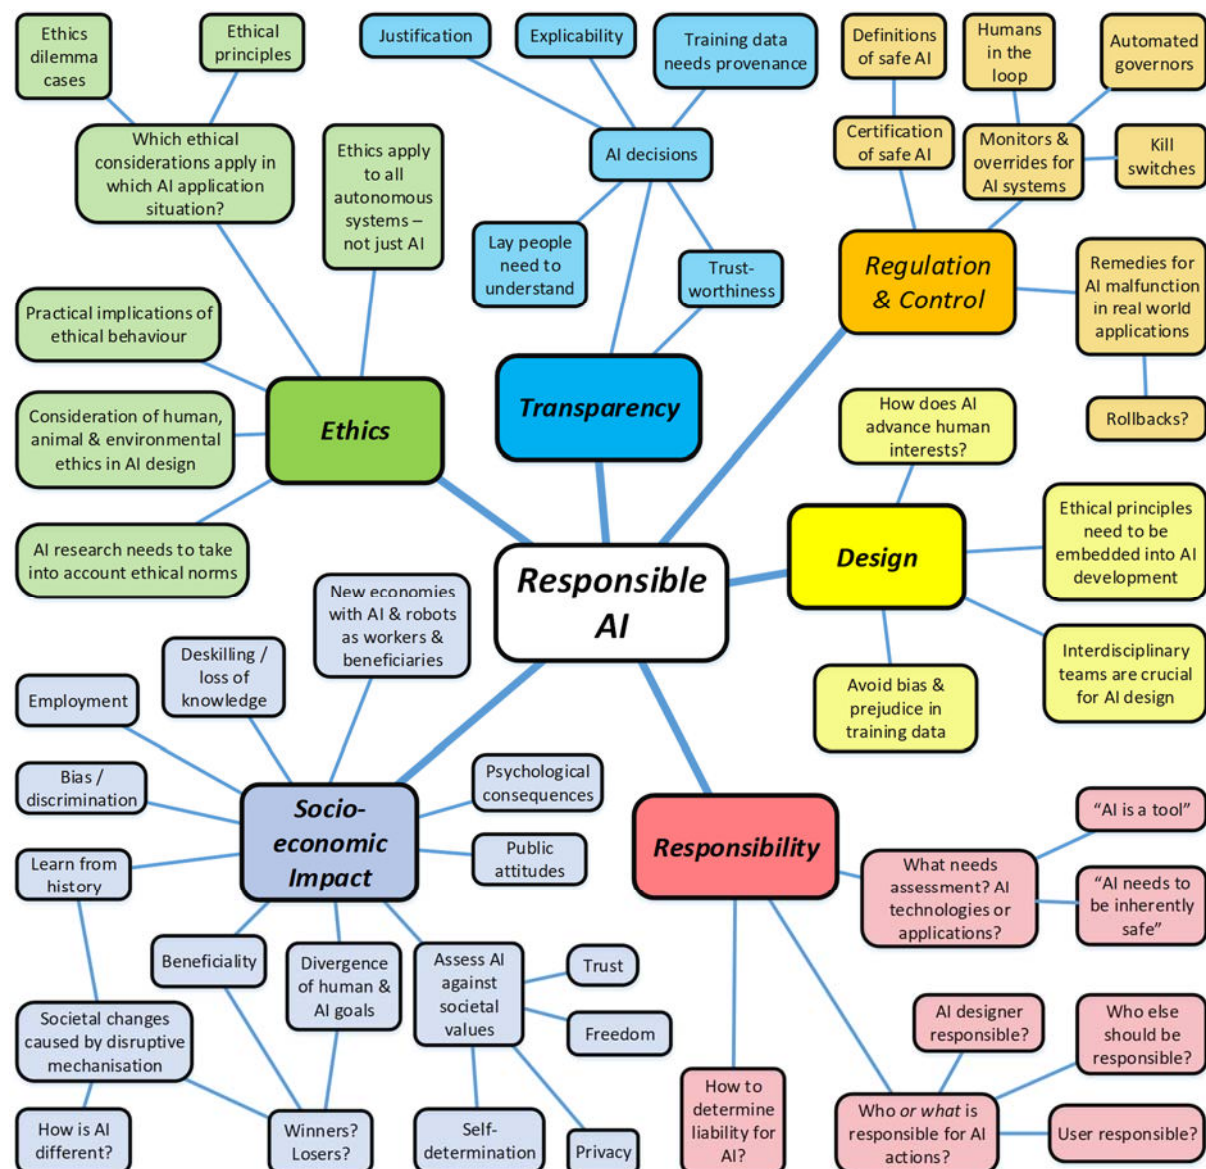 Ethics
dilemma
cases
Ethical
principles
Which ethical
considerations apply in
which AI application
situation?
Ethics apply
to all
autonomous
systems –
not just AI
Practical implications of
ethical behaviour
Consideration of human,
animal & environmental
ethics in AI design
AI research needs to take
into account ethical norms
Ethics
Justification
Explicability
Training data
needs provenance
AI decisions
Lay people
need to
understand
Trust-
worthiness
Transparency
Definitions
of safe AI
Humans
in the
loop
Automated
governors
Certification
of safe AI
Monitors &
overrides for
AI systems
Kill
switches
Regulation
& Control
Remedies for
AI malfunction
in real world
applications
Rollbacks?
How does AI
advance human
interests?
Design
Ethical principles
need to be
embedded into AI
development
Interdisciplinary
teams are crucial
for AI design
Avoid bias &
prejudice in
training data
Responsible
AI
New economies
with AI & robots
as workers &
beneficiaries
Deskilling /
loss of
knowledge
Employment
Bias /
discrimination
Learn from
history
Socio-
economic
Impact
Psychological
consequences
Public
attitudes
Beneficiality
Divergence
of human &
AI goals
Assess AI
against
societal
values
Trust
Freedom
Societal changes
caused by disruptive
mechanisation
How is AI
different?
Winners?
Losers?
Self-
determination
Privacy
Responsibility
"AI is a tool"
What needs
assessment? AI
technologies or
applications?
"AI needs to
be inherently
safe"
AI designer
responsible?
Who else
should be
responsible?
How to
determine
liability for
AI?
Who or what is
responsible for AI
actions?
User responsible?